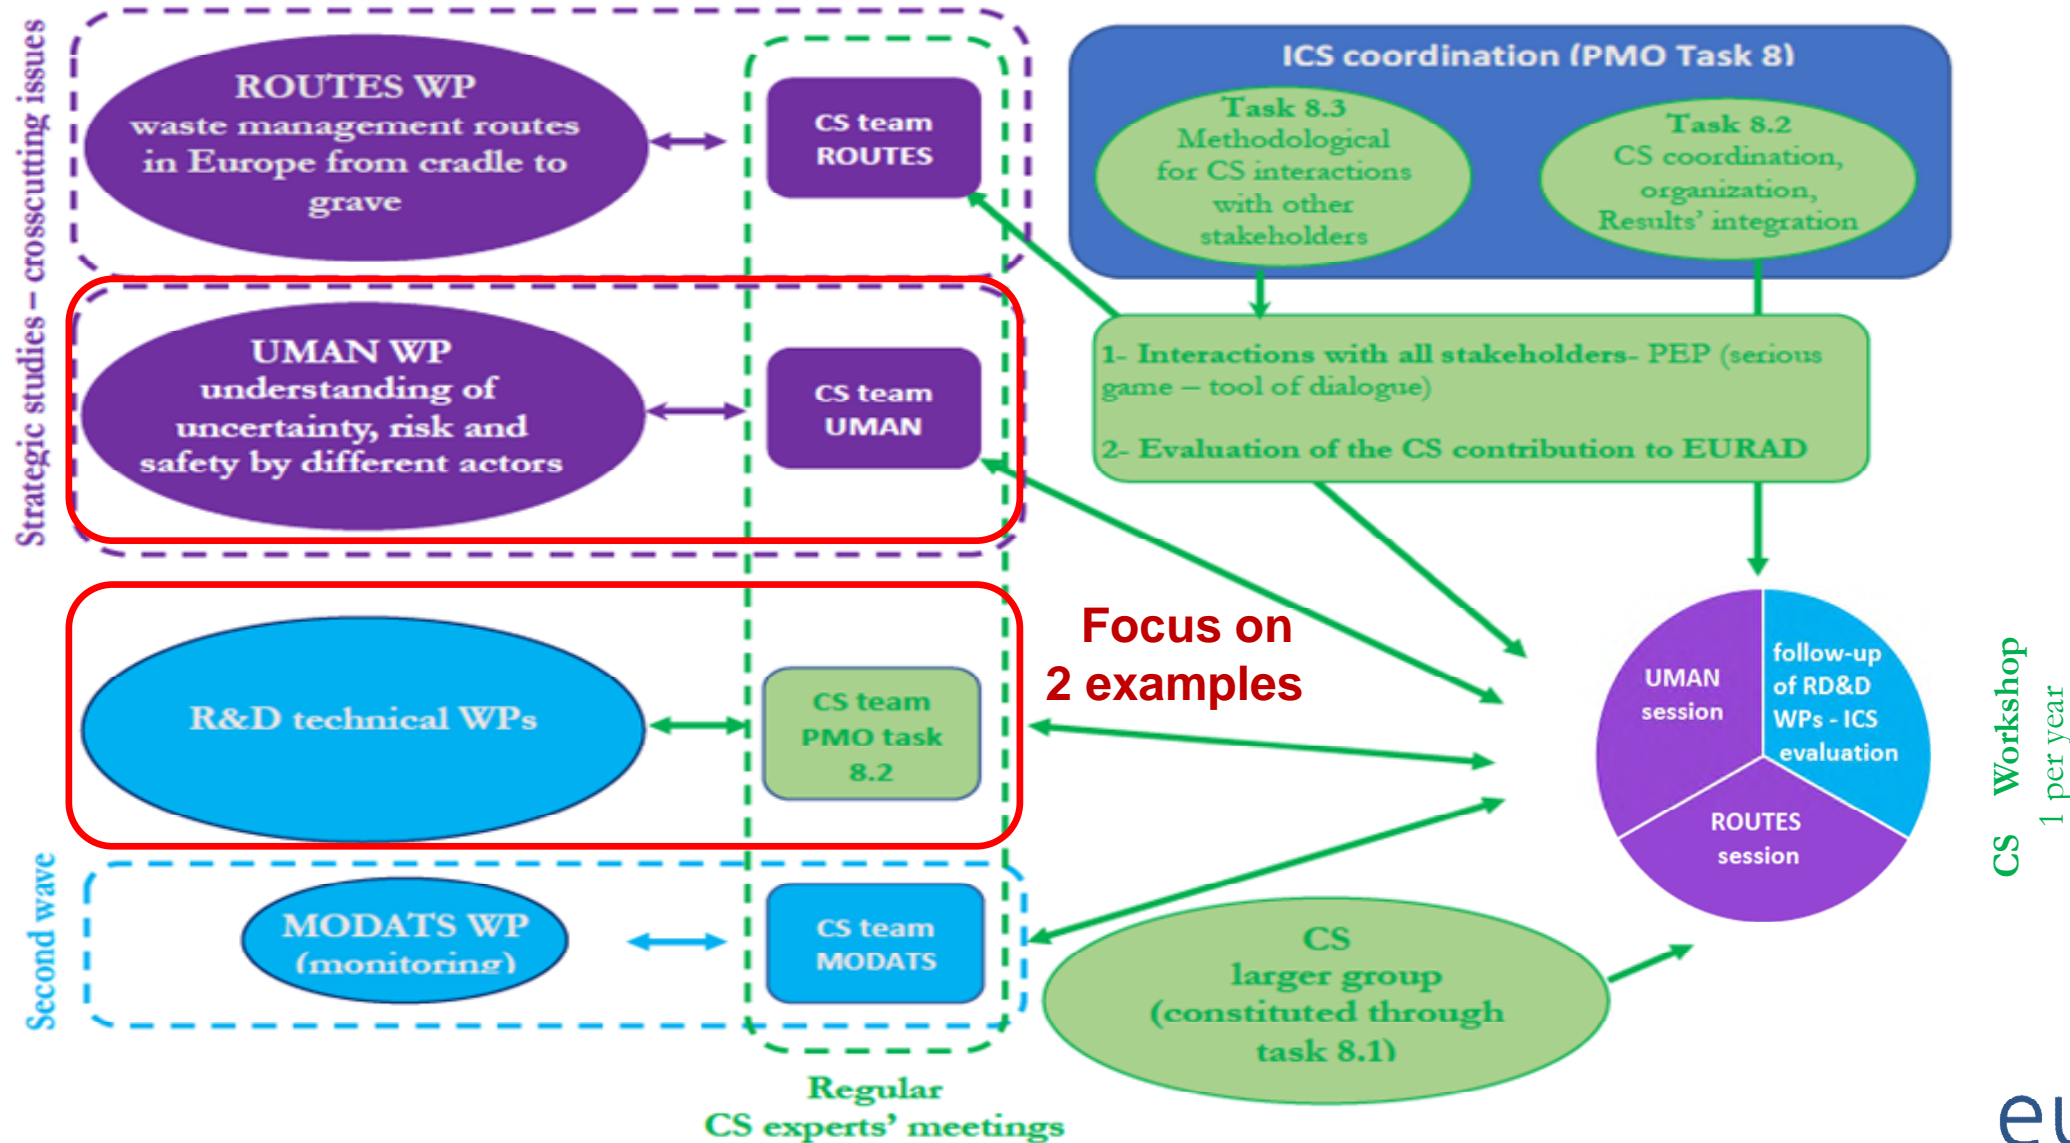 Strategic studies – crosscutting issues
ROUTES WP
waste management routes
in Europe from cradle to
grave
CS team
ROUTES
ICS coordination (PMO Task 8)
Task 8.3
Methodological
for CS interactions
with other
stakeholders
Task 8.2
CS coordination,
organization,
Results' integration
UMAN WP
understanding of
uncertainty, risk and
safety by different actors
CS team
UMAN
1- Interactions with all stakeholders- PEP (serious
game – tool of dialogue)
2- Evaluation of the CS contribution to EURAD
R&D technical WPs
CS team
PMO task
8.2
Focus on
2 examples
UMAN
session
follow-up
of RD&D
WPs - ICS
evaluation
ROUTES
session
CS Workshop
1 per year
Second wave
MODATS WP
(monitoring)
CS team
MODATS
CS
larger group
(constituted through
task 8.1)
Regular
CS experts' meetings
eu